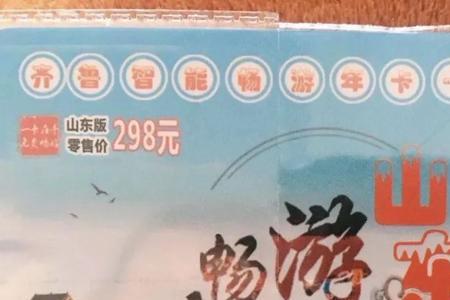 齐鲁智能畅游年卡
山东版
零售价
298元
畅游
山